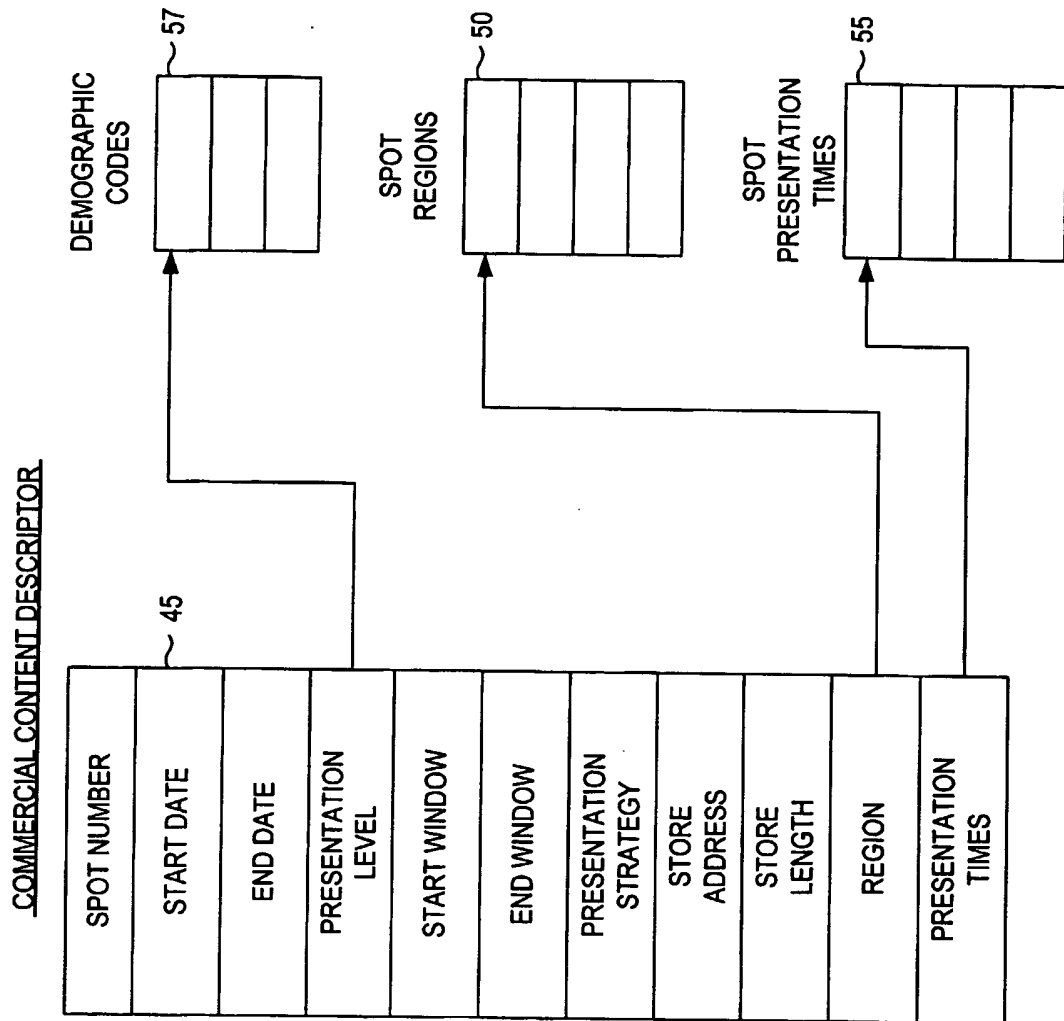 COMMERCIAL CONTENT DESCRIPTOR
SPOT NUMBER
START DATE
45
END DATE
PRESENTATION
LEVEL
START WINDOW
END WINDOW
PRESENTATION
STRATEGY
STORE
ADDRESS
STORE
LENGTH
REGION
PRESENTATION
TIMES
DEMOGRAPHIC
CODES
57
SPOT
REGIONS
50
SPOT
PRESENTATION
TIMES
55